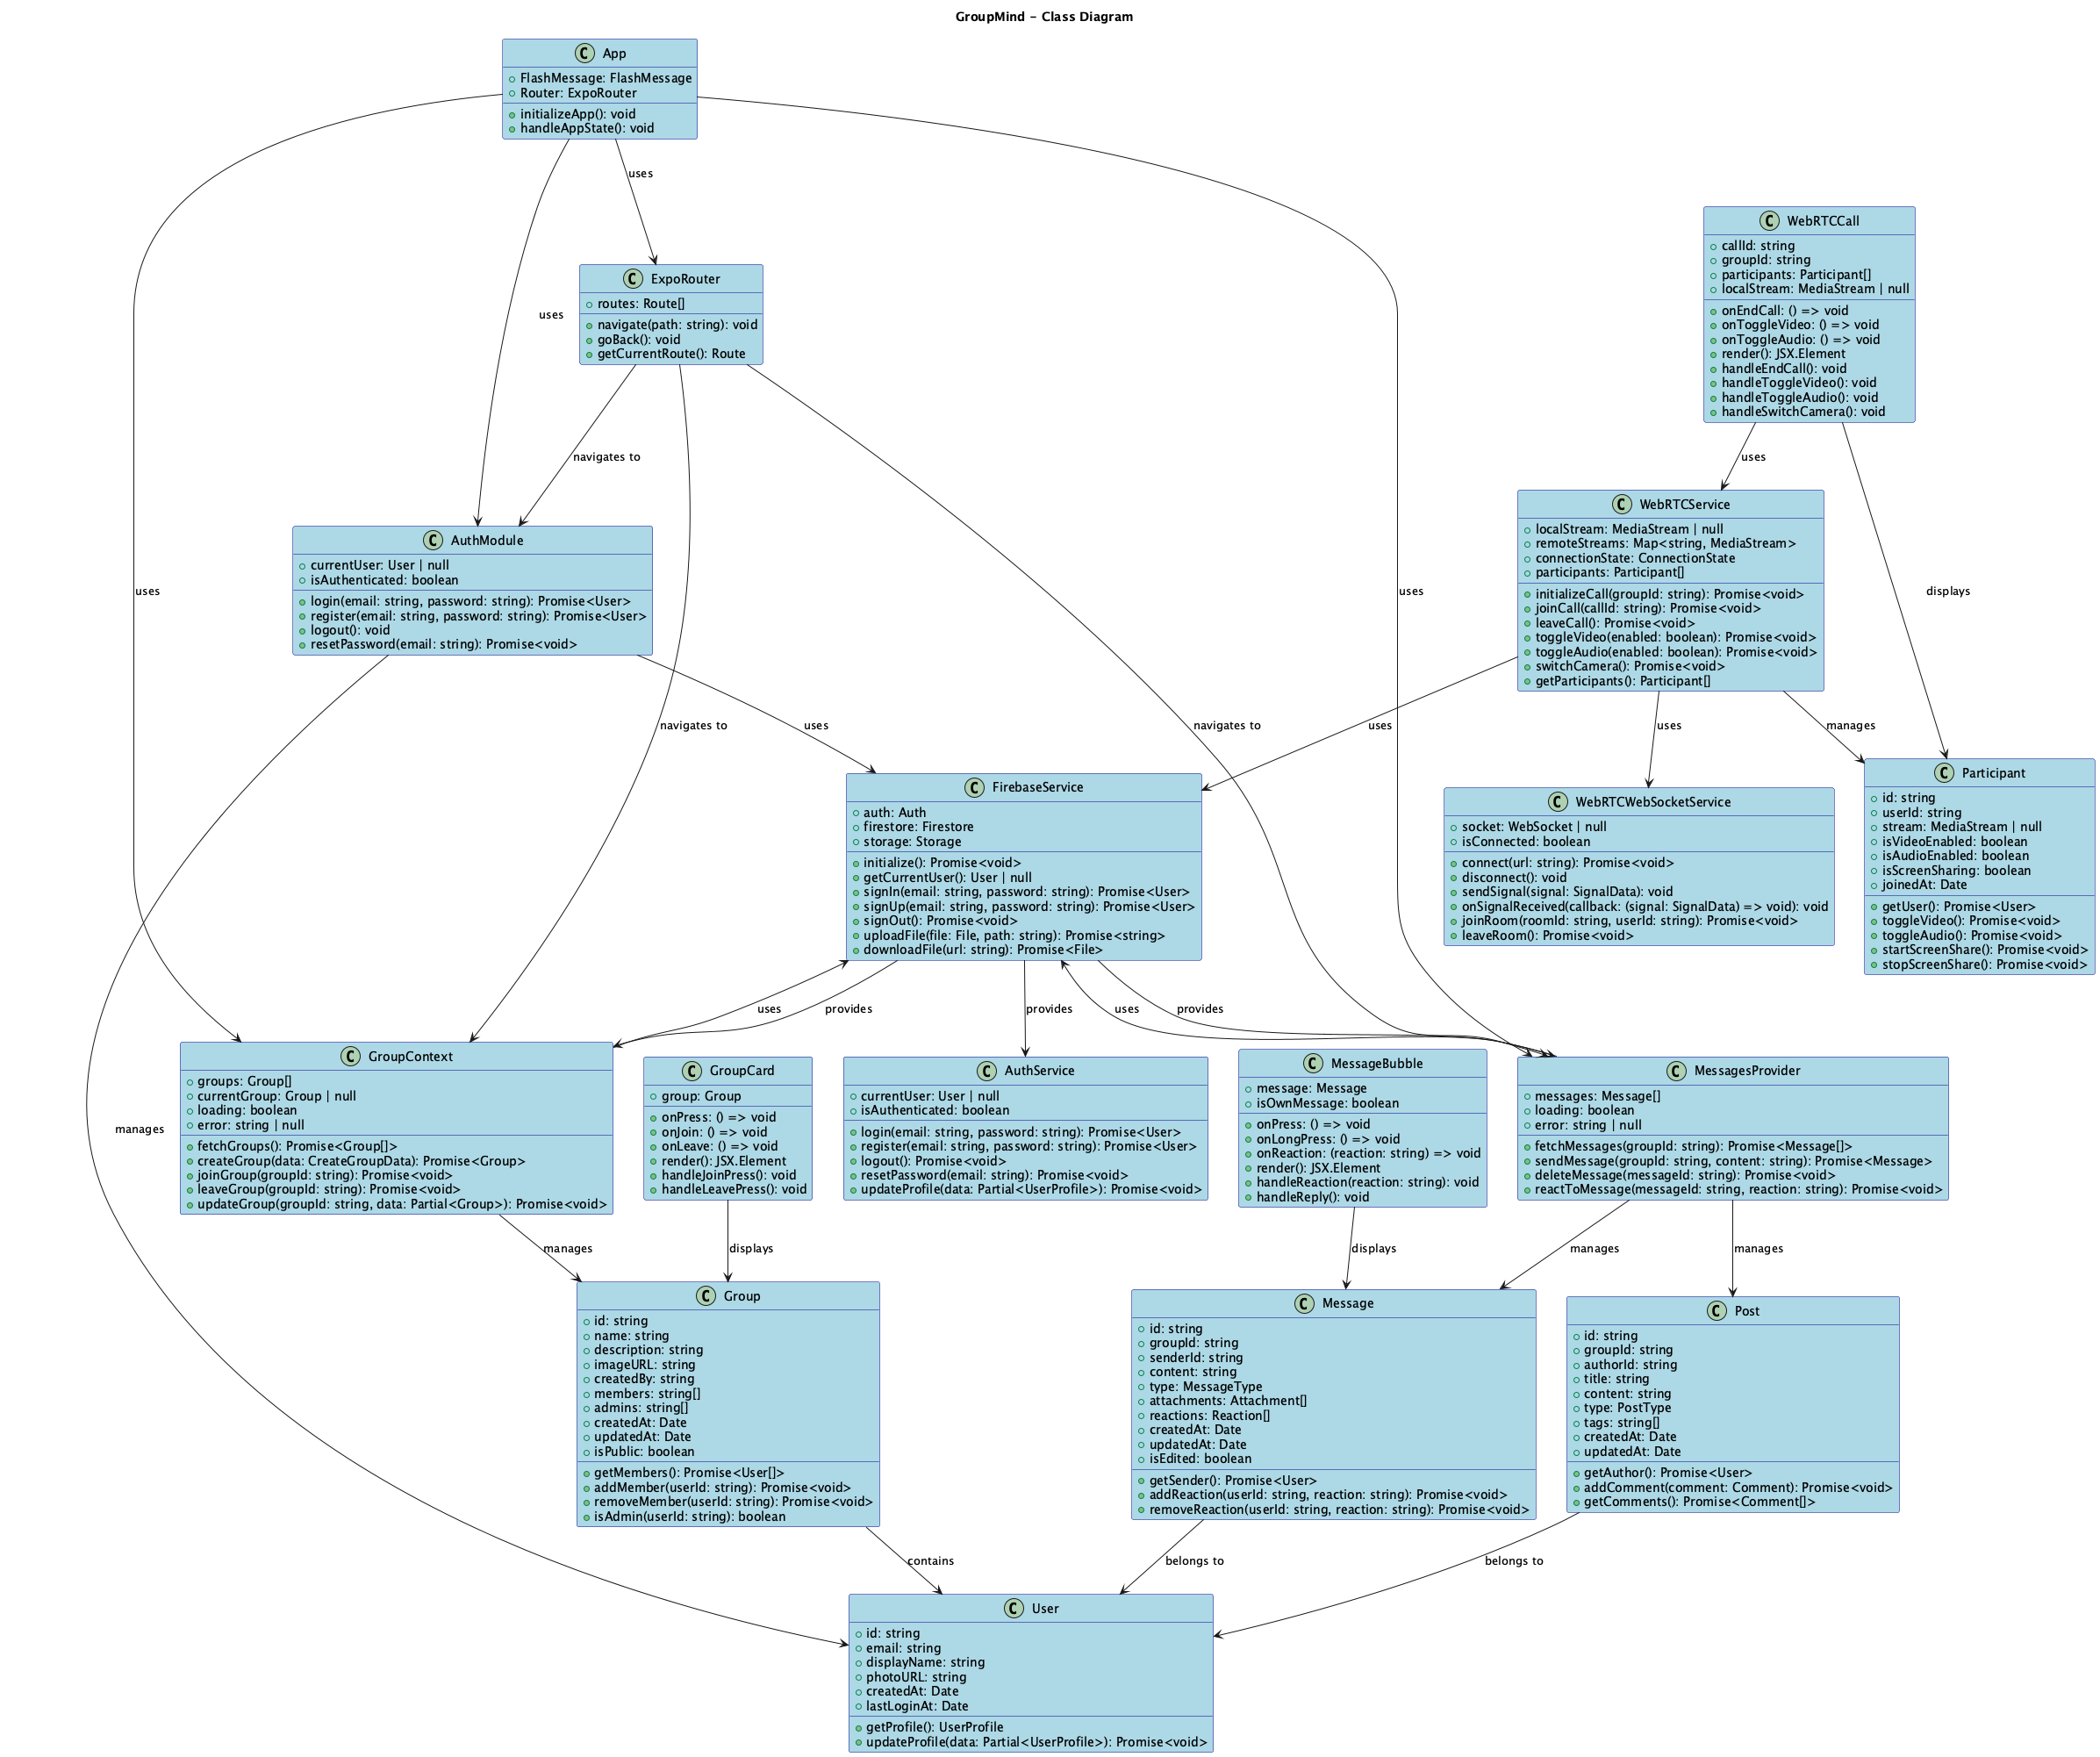 GroupMind - Class Diagram
C App
FlashMessage: FlashMessage
Router: ExpoRouter
initializeApp(): void
handleAppState(): void
uses
uses
uses
uses
C ExpoRouter
routes: Route[]
navigate(path: string): void
goBack(): void
getCurrentRoute(): Route
navigates to
navigates to
navigates to
C WebRTCCall
callId: string
groupId: string
participants: Participant[]
localStream: MediaStream | null
onEndCall: () => void
onToggleVideo: () => void
onToggleAudio: () => void
render(): JSX.Element
handleEndCall(): void
handleToggleVideo(): void
handleToggleAudio(): void
handleSwitchCamera(): void
uses
displays
C AuthModule
currentUser: User | null
isAuthenticated: boolean
login(email: string, password: string): Promise<User>
register(email: string, password: string): Promise<User>
logout(): void
resetPassword(email: string): Promise<void>
uses
manages
C WebRTCService
localStream: MediaStream | null
remoteStreams: Map<string, MediaStream>
connectionState: ConnectionState
participants: Participant[]
initializeCall(groupId: string): Promise<void>
joinCall(callId: string): Promise<void>
leaveCall(): Promise<void>
toggleVideo(enabled: boolean): Promise<void>
toggleAudio(enabled: boolean): Promise<void>
switchCamera(): Promise<void>
getParticipants(): Participant[]
uses
uses
manages
C FirebaseService
auth: Auth
firestore: Firestore
storage: Storage
initialize(): Promise<void>
getCurrentUser(): User | null
signIn(email: string, password: string): Promise<User>
signUp(email: string, password: string): Promise<User>
signOut(): Promise<void>
uploadFile(file: File, path: string): Promise<string>
downloadFile(url: string): Promise<File>
uses
provides
provides
uses
provides
C WebRTCWebSocketService
socket: WebSocket | null
isConnected: boolean
connect(url: string): Promise<void>
disconnect(): void
sendSignal(signal: SignalData): void
onSignalReceived(callback: (signal: SignalData) => void): void
joinRoom(roomId: string, userId: string): Promise<void>
leaveRoom(): Promise<void>
C Participant
id: string
userId: string
stream: MediaStream | null
isVideoEnabled: boolean
isAudioEnabled: boolean
isScreenSharing: boolean
joinedAt: Date
getUser(): Promise<User>
toggleVideo(): Promise<void>
toggleAudio(): Promise<void>
startScreenShare(): Promise<void>
stopScreenShare(): Promise<void>
C GroupContext
groups: Group[]
currentGroup: Group | null
loading: boolean
error: string | null
fetchGroups(): Promise<Group[]>
createGroup(data: CreateGroupData): Promise<Group>
joinGroup(groupId: string): Promise<void>
leaveGroup(groupId: string): Promise<void>
updateGroup(groupId: string, data: Partial<Group>): Promise<void>
manages
C GroupCard
group: Group
onPress: () => void
onJoin: () => void
onLeave: () => void
render(): JSX.Element
handleJoinPress(): void
handleLeavePress(): void
displays
C AuthService
currentUser: User | null
isAuthenticated: boolean
login(email: string, password: string): Promise<User>
register(email: string, password: string): Promise<User>
logout(): Promise<void>
resetPassword(email: string): Promise<void>
updateProfile(data: Partial<UserProfile>): Promise<void>
C MessageBubble
message: Message
isOwnMessage: boolean
onPress: () => void
onLongPress: () => void
onReaction: (reaction: string) => void
render(): JSX.Element
handleReaction(reaction: string): void
handleReply(): void
displays
C MessagesProvider
messages: Message[]
loading: boolean
error: string | null
fetchMessages(groupId: string): Promise<Message[]>
sendMessage(groupId: string, content: string): Promise<Message>
deleteMessage(messageId: string): Promise<void>
reactToMessage(messageId: string, reaction: string): Promise<void>
manages
manages
C Group
id: string
name: string
description: string
imageURL: string
createdBy: string
members: string[]
admins: string[]
createdAt: Date
updatedAt: Date
isPublic: boolean
getMembers(): Promise<User[]>
addMember(userId: string): Promise<void>
removeMember(userId: string): Promise<void>
isAdmin(userId: string): boolean
contains
C Message
id: string
groupId: string
senderId: string
content: string
type: MessageType
attachments: Attachment[]
reactions: Reaction[]
createdAt: Date
updatedAt: Date
isEdited: boolean
getSender(): Promise<User>
addReaction(userId: string, reaction: string): Promise<void>
removeReaction(userId: string, reaction: string): Promise<void>
belongs to
C Post
id: string
groupId: string
authorId: string
title: string
content: string
type: PostType
tags: string[]
createdAt: Date
updatedAt: Date
getAuthor(): Promise<User>
addComment(comment: Comment): Promise<void>
getComments(): Promise<Comment[]>
belongs to
C User
id: string
email: string
displayName: string
photoURL: string
createdAt: Date
lastLoginAt: Date
getProfile(): UserProfile
updateProfile(data: Partial<UserProfile>): Promise<void>